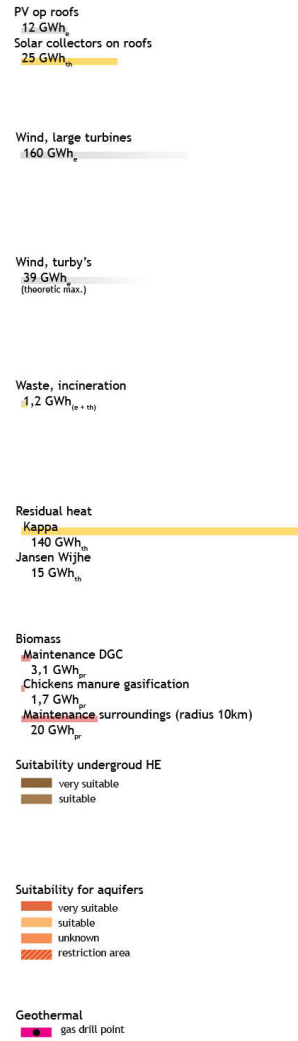 PV op roofs
12 GWhe
Solar collectors on roofs
25 GWhth
Wind, large turbines
160 GWhe
Wind, turby's
39 GWhe
(theoretic max.)
Waste, incineration
1,2 GWh(e + th)
Residual heat
Kappa
140 GWhth
Jansen Wijhe
15 GWhth
Biomass
Maintenance DGC
3,1 GWhpr
Chickens manure gasification
1,7 GWhpr
Maintenance surroundings (radius 10km)
20 GWhpr
Suitability undergroud HE
very suitable
suitable
Suitability for aquifers
very suitable
suitable
unknown
restriction area
Geothermal
gas drill point